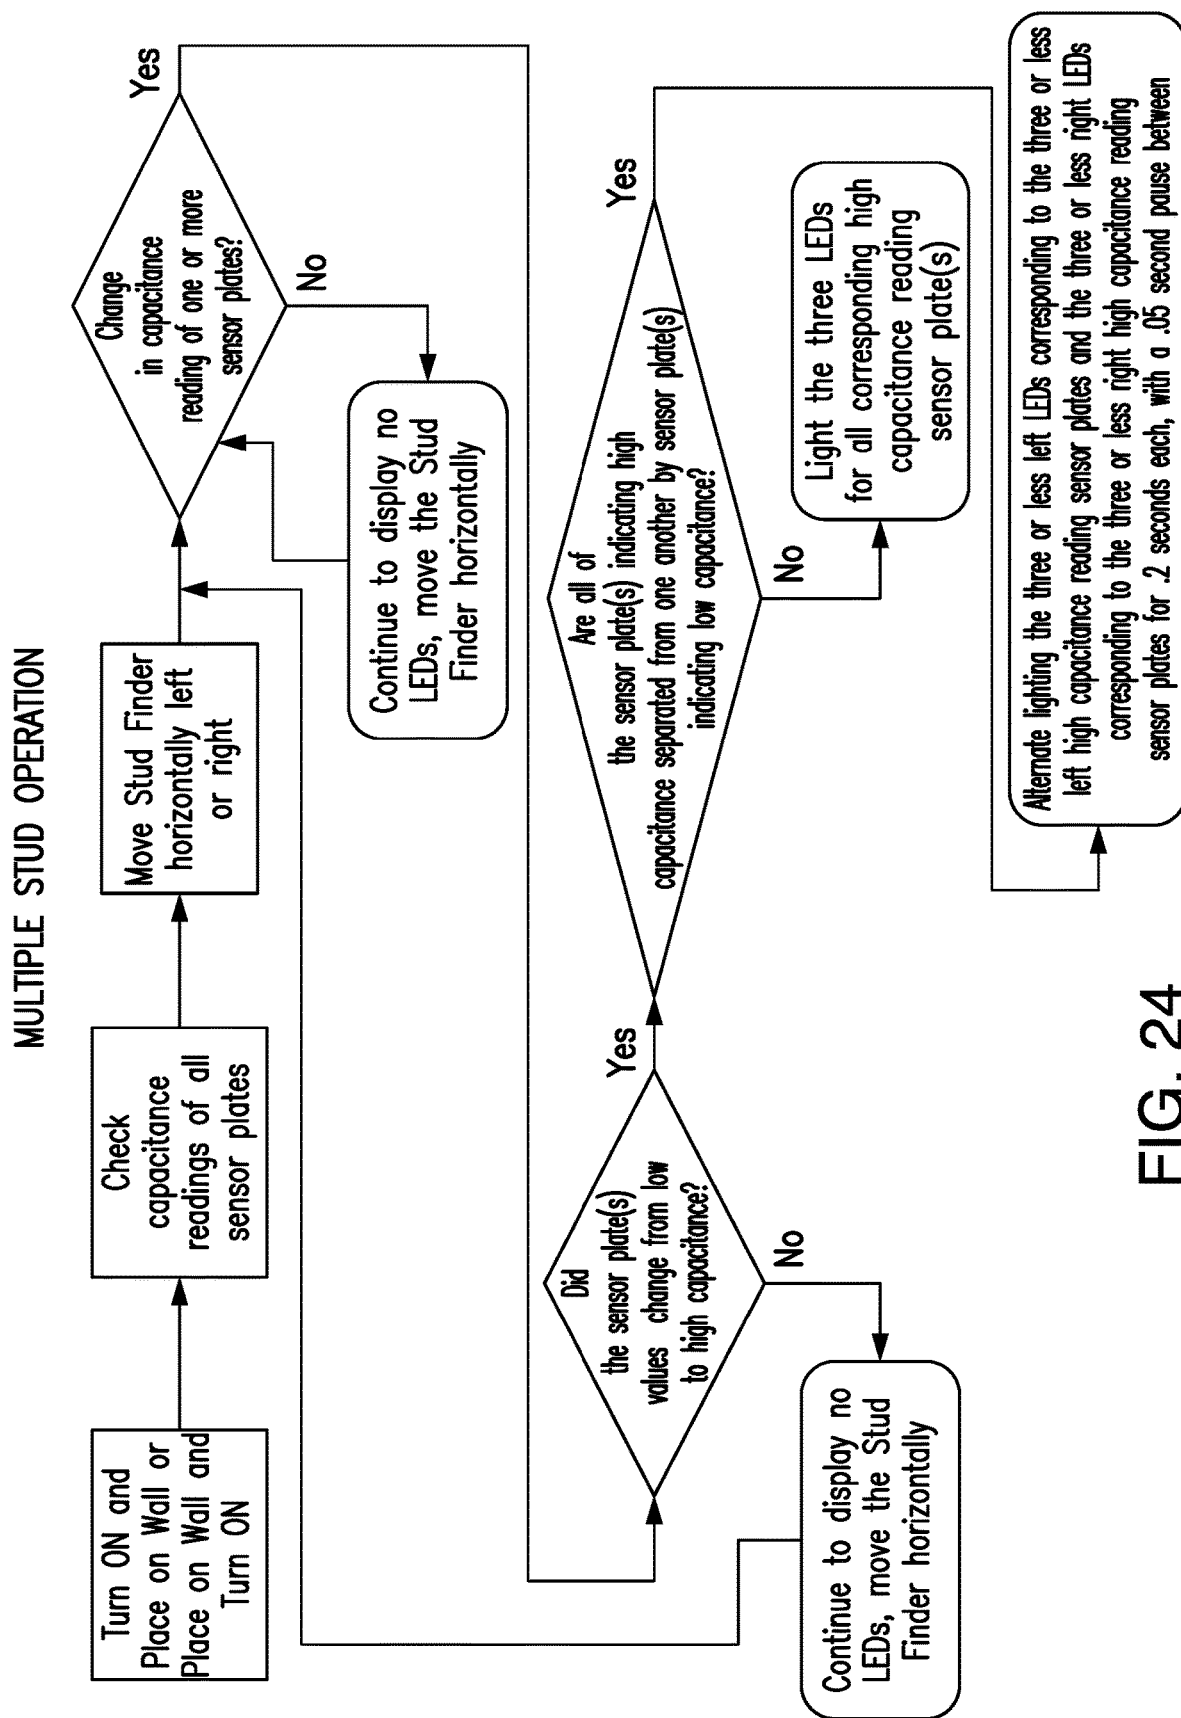 MULTIPLE STUD OPERATION
Turn ON and
Place on Wall or
Place on Wall and
Turn ON
Check
capacitance
readings of all
sensor plates
Move Stud Finder
horizontally left
or right
Change
in capacitance
reading of one or more
sensor plates?
Yes
No
Continue to display no
LEDs, move the Stud
Finder horizontally
Did
the sensor plate(s)
values change from low
to high capacitance?
Yes
No
Continue to display no
LEDs, move the Stud
Finder horizontally
Are all of
the sensor plate(s) indicating high
capacitance separated from one another by sensor plate(s)
indicating low capacitance?
Yes
No
Light the three LEDs
for all corresponding high
capacitance reading
sensor plate(s)
Alternate lighting the three or less left LEDs corresponding to the three or less
left high capacitance reading sensor plates and the three or less right LEDs
corresponding to the three or less right high capacitance reading
sensor plates for .2 seconds each, with a .05 second pause between
FIG. 24